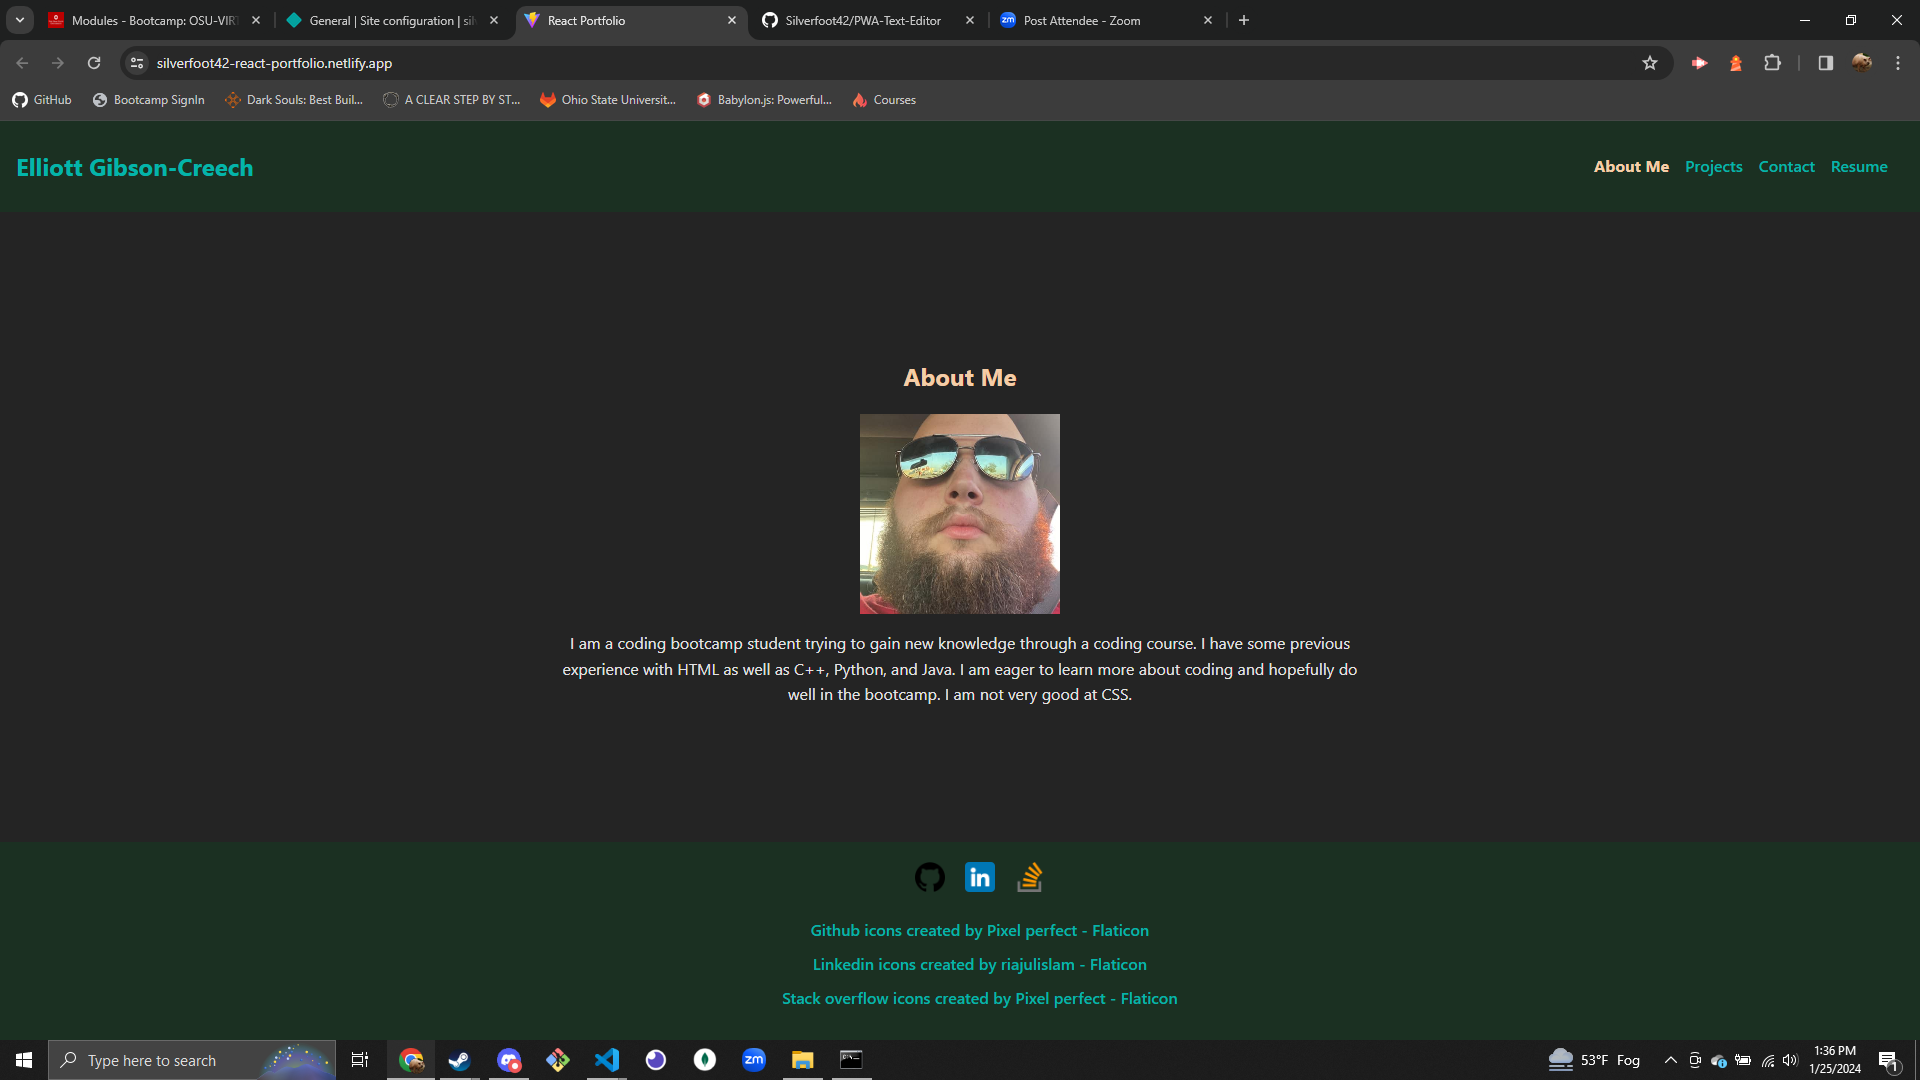 Modules - Bootcamp: OSU-VIR
General | Site configuration | sil
React Portfolio
Silverfoot42/PWA-Text-Editor
zm Post Attendee - Zoom
silverfoot42-react-portfolio.netlify.app
GitHub
Bootcamp SignIn
Dark Souls: Best Buil...
A CLEAR STEP BY ST...
Ohio State Universit...
Babylon.js: Powerful...
Courses
Elliott Gibson-Creech
About Me Projects Contact Resume
About Me
I am a coding bootcamp student trying to gain new knowledge through a coding course. I have some previous
experience with HTML as well as C++, Python, and Java. I am eager to learn more about coding and hopefully do
well in the bootcamp. I am not very good at CSS.
in
Github icons created by Pixel perfect - Flaticon
Linkedin icons created by riajulislam - Flaticon
Stack overflow icons created by Pixel perfect - Flaticon
Type here to search
zm
53°F Fog
1:36 PM
1/25/2024
1